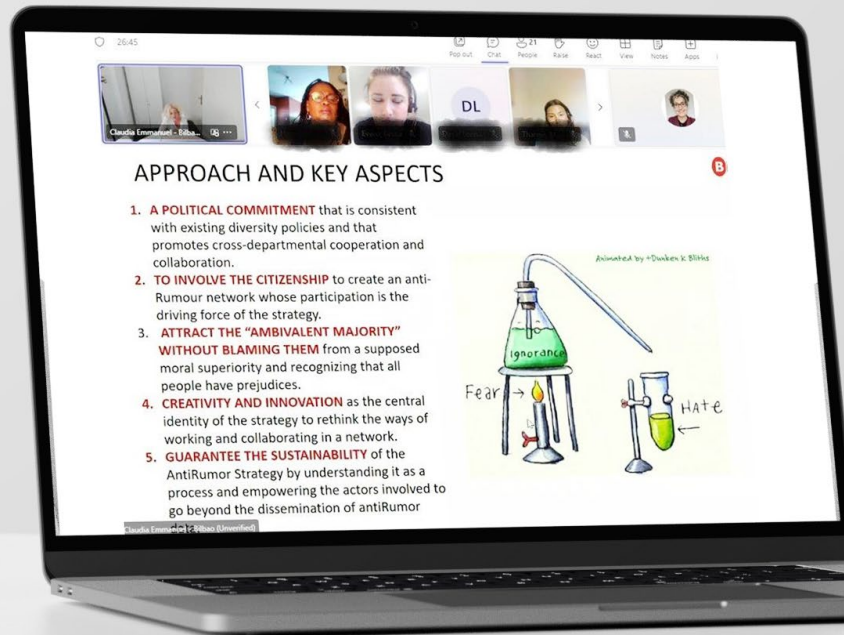 26:45
Pop out
Chat
21
People
Raise
React
View
Notes
Apps
Claudia Emmanuel - Bilba...
DL
APPROACH AND KEY ASPECTS
B
1. A POLITICAL COMMITMENT that is consistent
with existing diversity policies and that
promotes cross-departmental cooperation and
collaboration.
2. TO INVOLVE THE CITIZENSHIP to create an anti-
Rumour network whose participation is the
driving force of the strategy.
3. ATTRACT THE “AMBIVALENT MAJORITY”
WITHOUT BLAMING THEM from a supposed
moral superiority and recognizing that all
people have prejudices.
4. CREATIVITY AND INNOVATION as the central
identity of the strategy to rethink the ways of
working and collaborating in a network.
5. GUARANTEE THE SUSTAINABILITY of the
AntiRumor Strategy by understanding it as a
process and empowering the actors involved to
go beyond the dissemination of antiRumor
Animated by +Dunken K Bliths
Ignorance
Fear
HAte
Bilbao (Unverified)